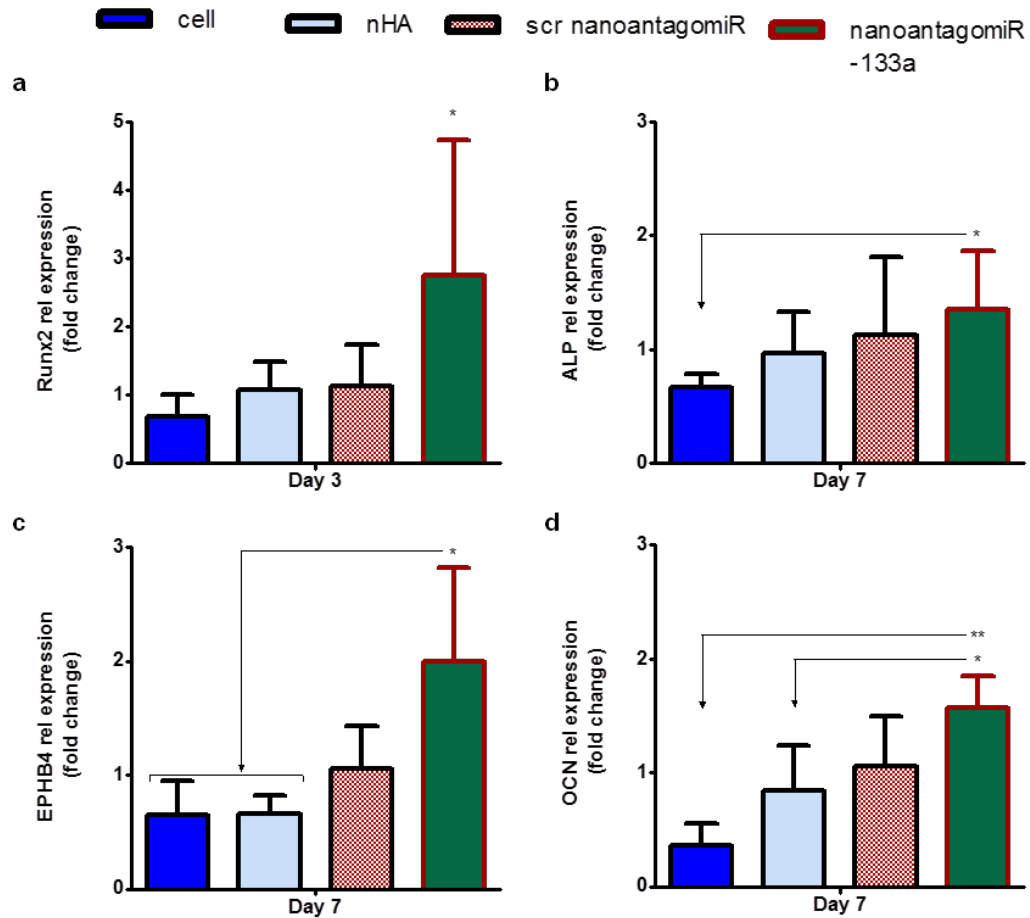 cell
nHA
scr nanoantagomiR
nanoantagomiR
-133a
a
Runx2 rel expression
(fold change)
5
4
3
2
1
0
*
Day 3
b
ALP rel expression
(fold change)
3
2
1
0
*
Day 7
c
EPHB4 rel expression
(fold change)
3
2
1
0
*
Day 7
d
OCN rel expression
(fold change)
3
2
1
0
**
*
Day 7